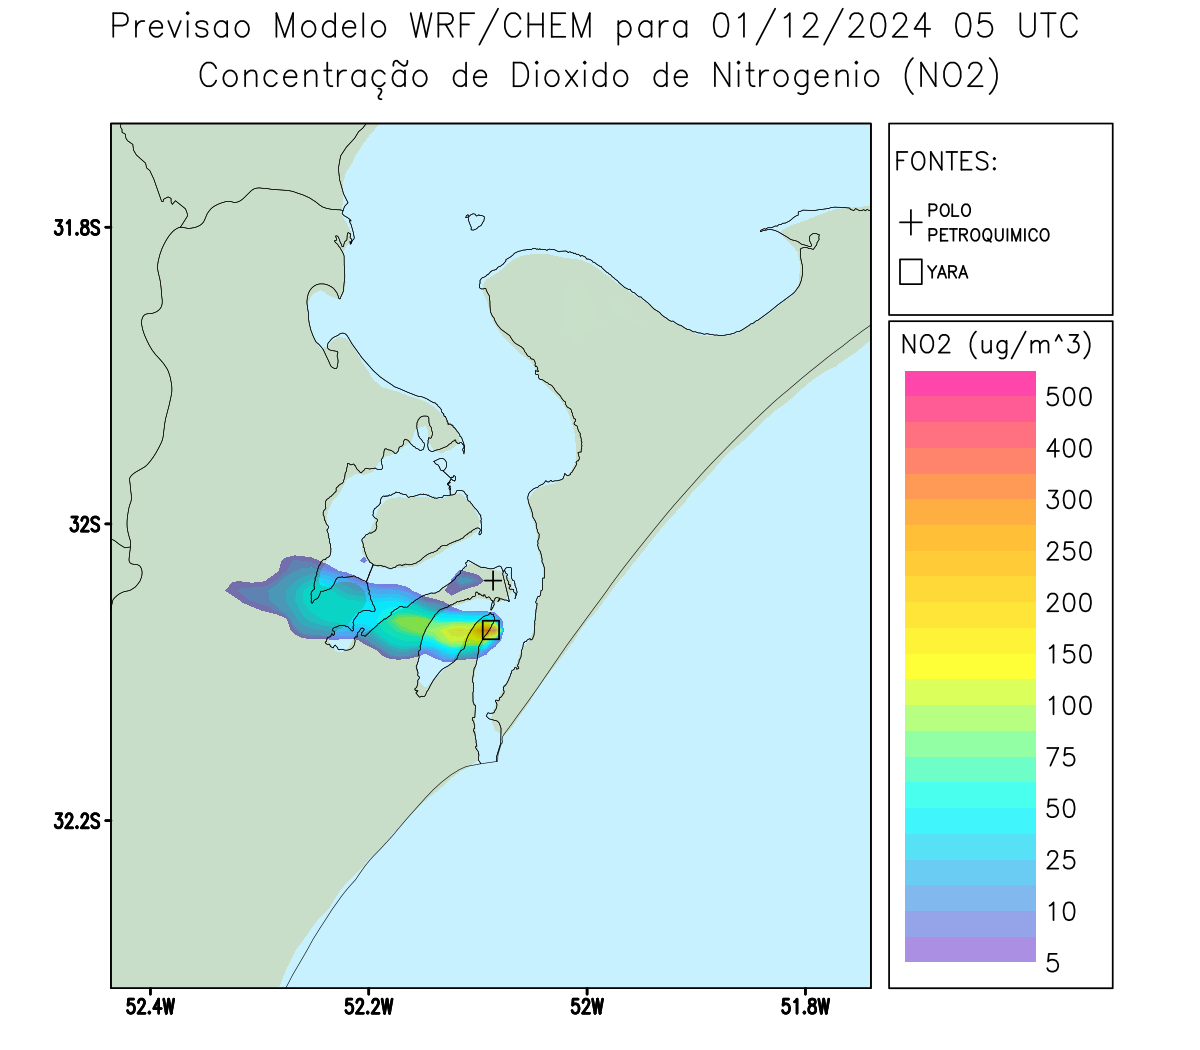 Previsao Modelo WRF/CHEM para 01/12/2024 05 UTC
Concentração de Dioxido de Nitrogenio (NO2)
FONTES:
POLO
PETROQUIMICO
YARA
31.8S
32S
32.2S
52.4W
52.2W
52W
51.8W
NO2 (ug/m^3)
500
400
300
250
200
150
100
75
50
25
10
5